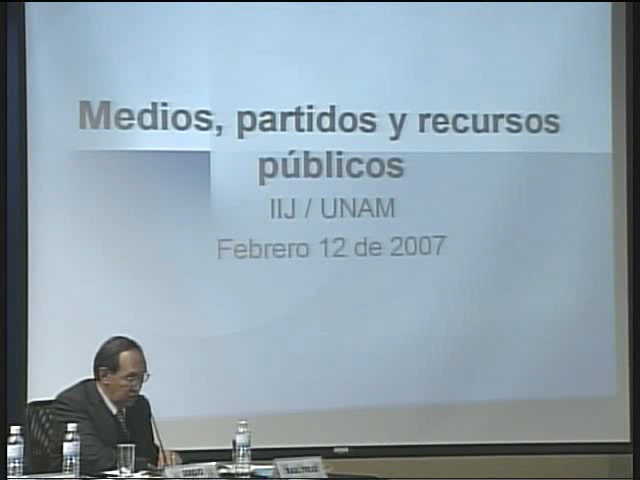 Medios, partidos y recursos
públicos
IIJ / UNAM
Febrero 12 de 2007